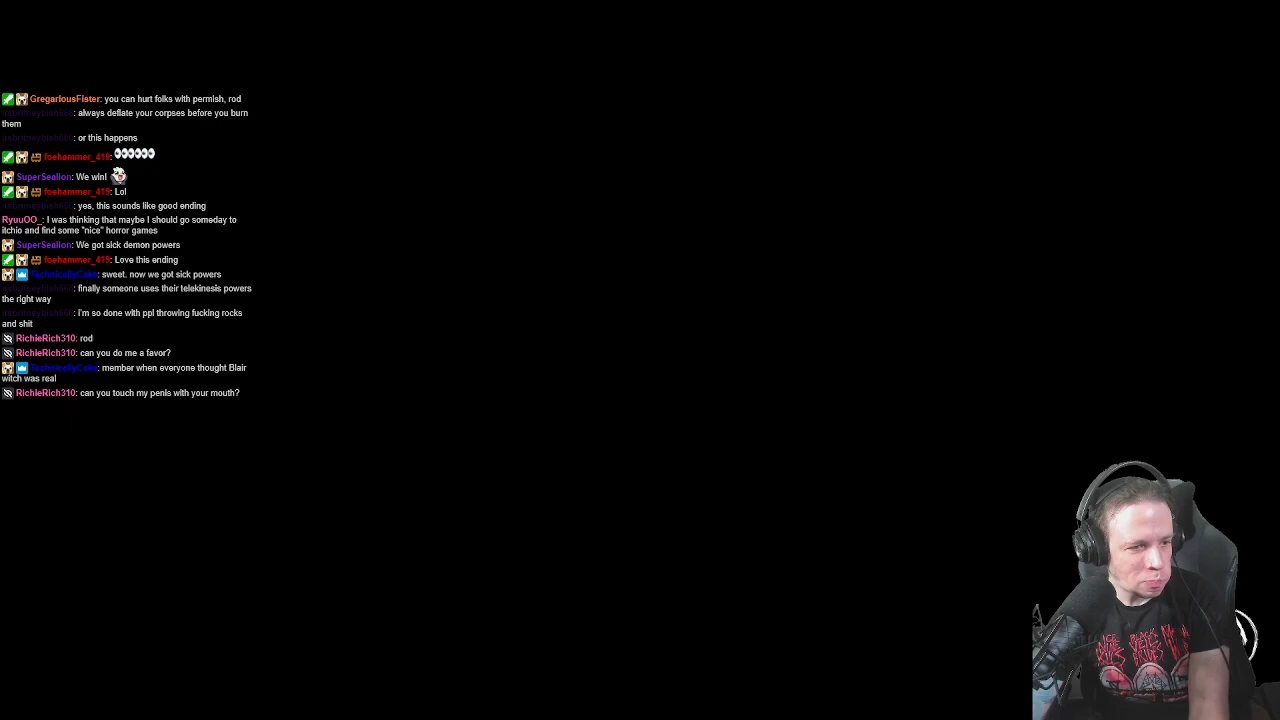 GregariousFister: you can hurt folks with permish, rod
: always deflate your corpses before you burn
them
: or this happens
foehammer_419:
SuperSealion: We win!
foehammer_419: Lol
: yes, this sounds like good ending
RyuuOO_: I was thinking that maybe I should go someday to
itchio and find some "nice" horror games
SuperSealion: We got sick demon powers
foehammer_419: Love this ending
TechnicallyCake: sweet. now we got sick powers
: finally someone uses their telekinesis powers
the right way
: I'm so done with ppl throwing fucking rocks
and shit
RichieRich310: rod
RichieRich310: can you do me a favor?
TechnicallyCake: member when everyone thought Blair
witch was real
RichieRich310: can you touch my penis with your mouth?